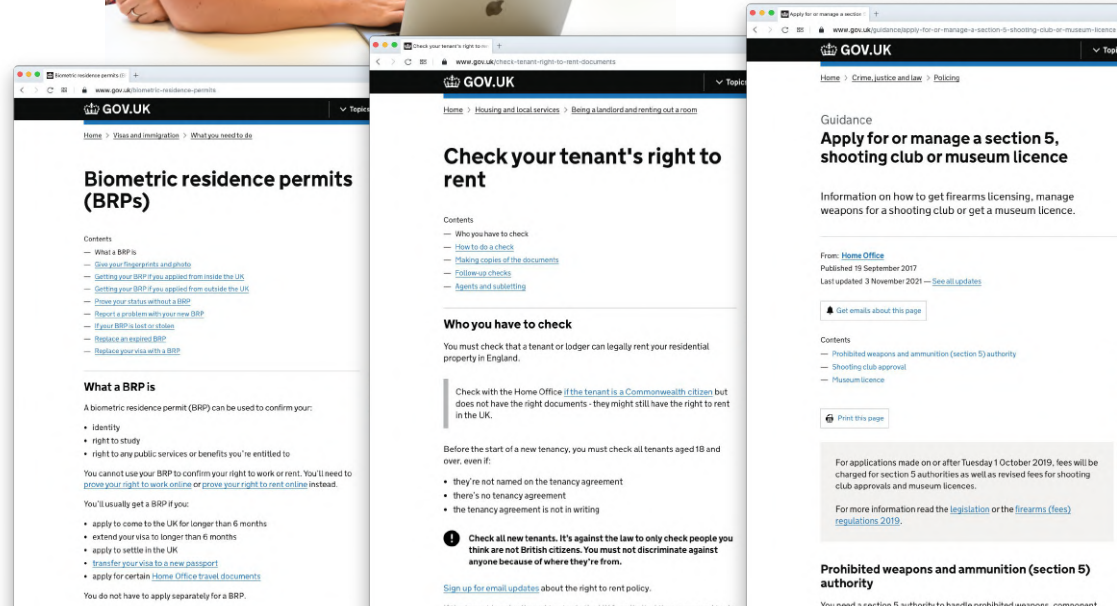 Biometric residence permits (BR
www.gov.uk/biometric-residence-permits
GOV.UK
Topics
Home > Visas and immigration > What you need to do
Biometric residence permits
(BRPs)
Contents
— What a BRP is
— Give your fingerprints and photo
— Getting your BRP if you applied from inside the UK
— Getting your BRP if you applied from outside the UK
— Prove your status without a BRP
— Report a problem with your new BRP
— If your BRP is lost or stolen
— Replace an expired BRP
— Replace your visa with a BRP
What a BRP is
A biometric residence permit (BRP) can be used to confirm your:
• identity
• right to study
• right to any public services or benefits you're entitled to
You cannot use your BRP to confirm your right to work or rent. You'll need to
prove your right to work online or prove your right to rent online instead.
You'll usually get a BRP if you:
• apply to come to the UK for longer than 6 months
• extend your visa to longer than 6 months
• apply to settle in the UK
• transfer your visa to a new passport
• apply for certain Home Office travel documents
You do not have to apply separately for a BRP.
Check your tenant's right to re
www.gov.uk/check-tenant-right-to-rent-documents
GOV.UK
Topics
Home > Housing and local services > Being a landlord and renting out a room
Check your tenant's right to
rent
Contents
— Who you have to check
— How to do a check
— Making copies of the documents
— Follow-up checks
— Agents and subletting
Who you have to check
You must check that a tenant or lodger can legally rent your residential
property in England.
Check with the Home Office if the tenant is a Commonwealth citizen but
does not have the right documents - they might still have the right to rent
in the UK.
Before the start of a new tenancy, you must check all tenants aged 18 and
over, even if:
• they're not named on the tenancy agreement
• there's no tenancy agreement
• the tenancy agreement is not in writing
Check all new tenants. It's against the law to only check people you
think are not British citizens. You must not discriminate against
anyone because of where they're from.
Sign up for email updates about the right to rent policy.
Apply for or manage a section 5
www.gov.uk/guidance/apply-for-or-manage-a-section-5-shooting-club-or-museum-licence
GOV.UK
Topi
Home > Crime, justice and law > Policing
Guidance
Apply for or manage a section 5,
shooting club or museum licence
Information on how to get firearms licensing, manage
weapons for a shooting club or get a museum licence.
From: Home Office
Published 19 September 2017
Last updated 3 November 2021 — See all updates
Get emails about this page
Contents
— Prohibited weapons and ammunition (section 5) authority
— Shooting club approval
— Museum licence
Print this page
For applications made on or after Tuesday 1 October 2019, fees will be
charged for section 5 authorities as well as revised fees for shooting
club approvals and museum licences.
For more information read the legislation or the firearms (fees)
regulations 2019.
Prohibited weapons and ammunition (section 5)
authority
You need a section 5 authority to handle prohibited weapons, component